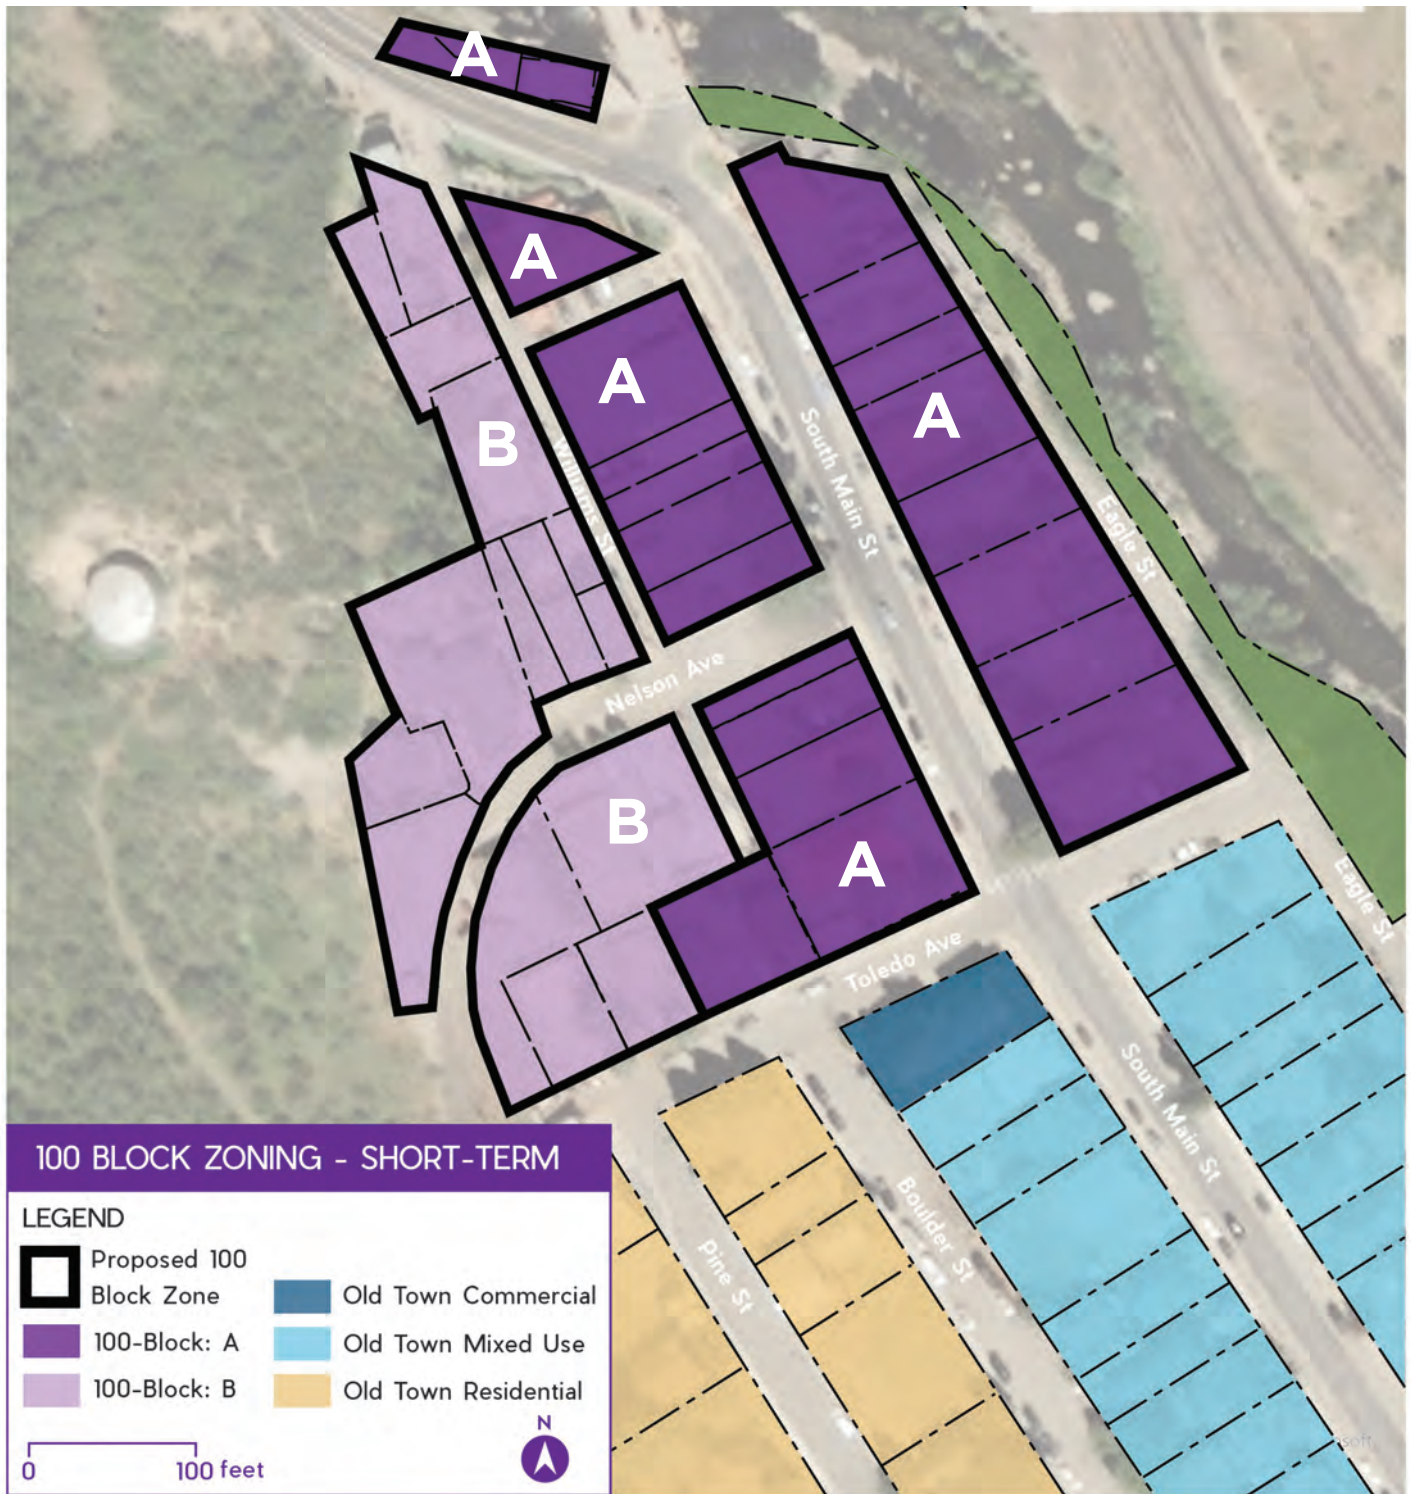 A
A
A
A
B
Williams St
South Main St
Eagle St
Nelson Ave
B
A
Toledo Ave
Eagle St
South Main St
Boulder St
Pine St
100 BLOCK ZONING - SHORT-TERM
LEGEND
Proposed 100
Block Zone
100-Block: A
100-Block: B
Old Town Commercial
Old Town Mixed Use
Old Town Residential
N
0 100 feet